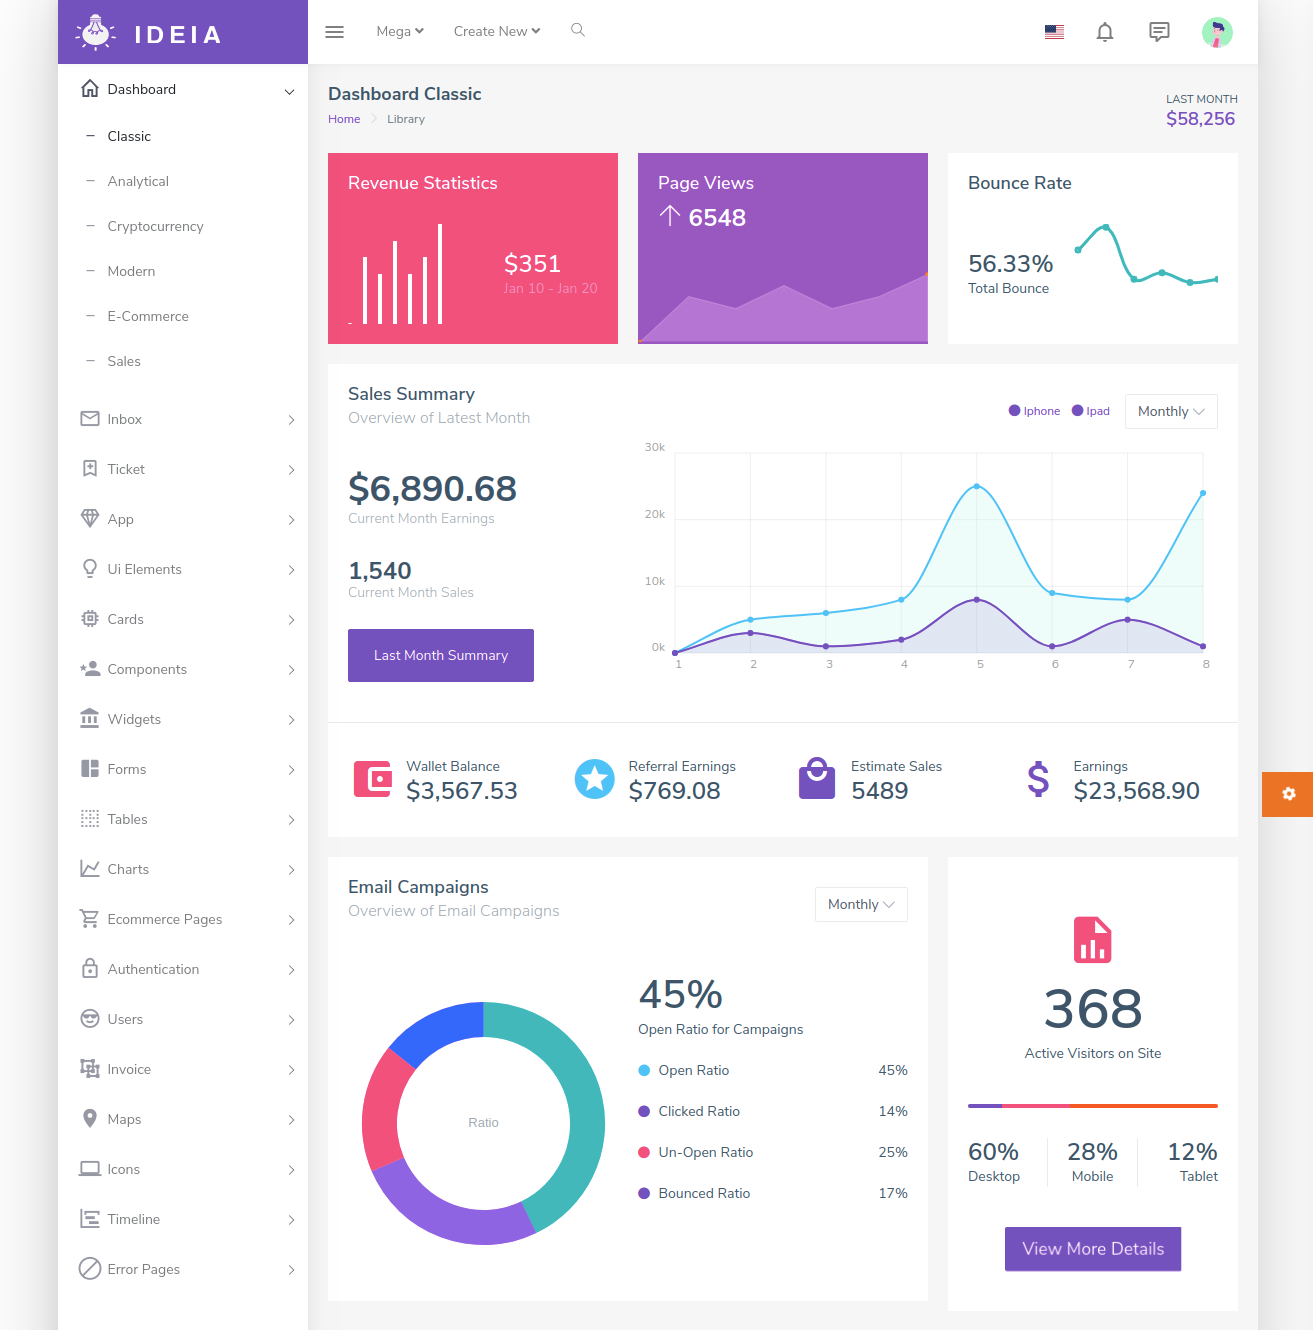 IDEIA
Mega
Create New
Dashboard
Classic
Analytical
Cryptocurrency
Modern
E-Commerce
Sales
Inbox
Ticket
App
Ui Elements
Cards
Components
Widgets
Forms
Tables
Charts
Ecommerce Pages
Authentication
Users
Invoice
Maps
Icons
Timeline
Error Pages
Dashboard Classic
Home
Library
LAST MONTH
$58,256
Revenue Statistics
$351
Jan 10 - Jan 20
Page Views
6548
Bounce Rate
56.33%
Total Bounce
Sales Summary
Overview of Latest Month
Iphone
Ipad
Monthly
$6,890.68
Current Month Earnings
1,540
Current Month Sales
Last Month Summary
30k
20k
10k
0k
1 2 3 4 5 6 7 8
Wallet Balance
$3,567.53
Referral Earnings
$769.08
Estimate Sales
5489
Earnings
$23,568.90
Email Campaigns
Overview of Email Campaigns
Monthly
Ratio
45%
Open Ratio for Campaigns
Open Ratio 45%
Clicked Ratio 14%
Un-Open Ratio 25%
Bounced Ratio 17%
368
Active Visitors on Site
60% 28% 12%
Desktop Mobile Tablet
View More Details